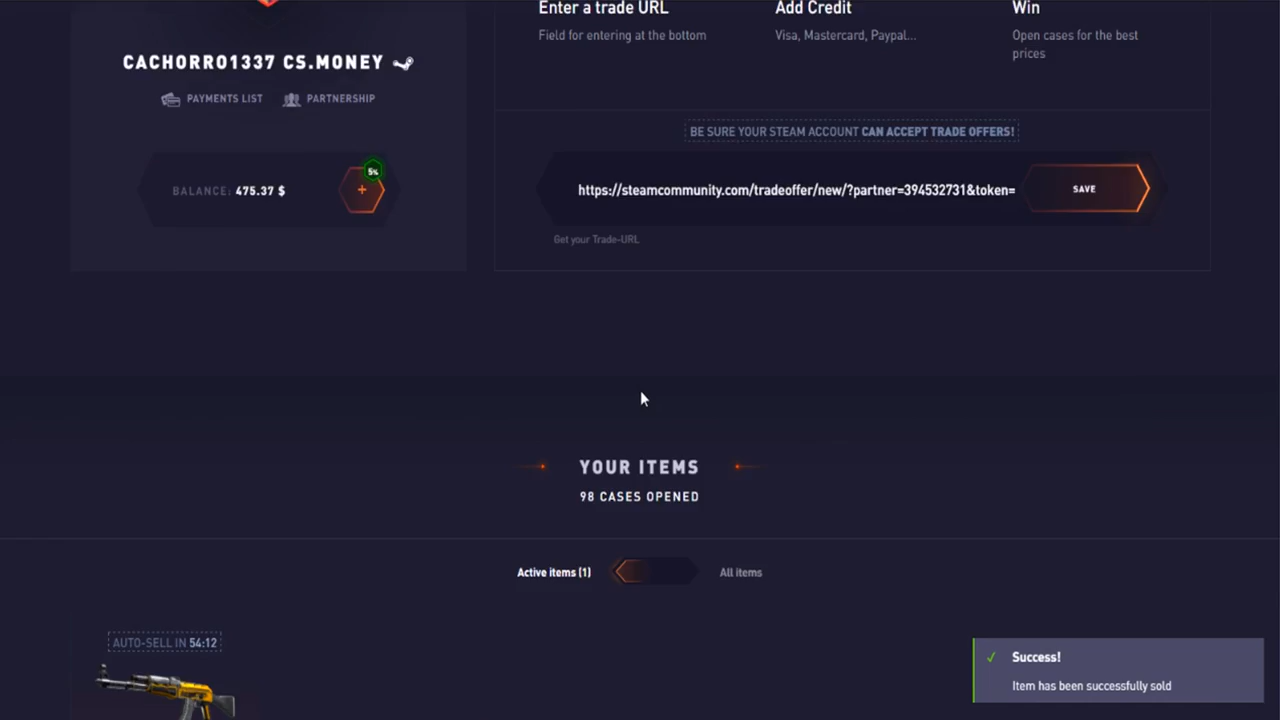 Enter a trade URL
Field for entering at the bottom
Add Credit
Visa, Mastercard, Paypal...
Win
Open cases for the best
prices
CACHORRO1337 CS.MONEY
PAYMENTS LIST
PARTNERSHIP
BALANCE: 475.37 $
5%
+
BE SURE YOUR STEAM ACCOUNT CAN ACCEPT TRADE OFFERS!
https://steamcommunity.com/tradeoffer/new/?partner=394532731&token=
SAVE
Get your Trade-URL
YOUR ITEMS
98 CASES OPENED
Active items (1)
All items
AUTO-SELL IN 54:12
Success!
Item has been successfully sold